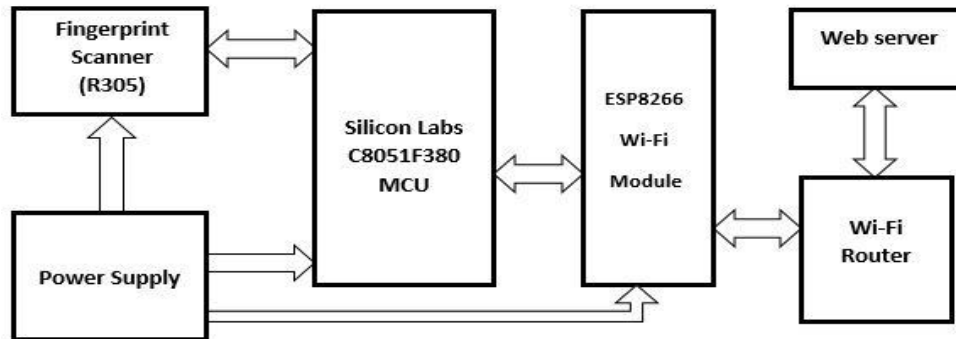 Fingerprint
Scanner
(R305)
Silicon Labs
C8051F380
MCU
ESP8266
Wi-Fi
Module
Web server
Wi-Fi
Router
Power Supply